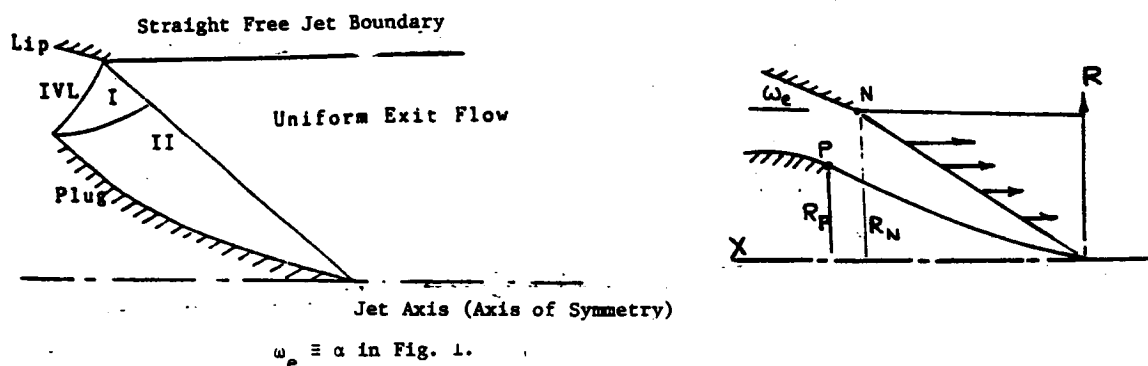 Straight Free Jet Boundary
Lip
IVL
I
II
Uniform Exit Flow
Plug
Jet Axis (Axis of Symmetry)
ω_e ≡ α in Fig. 1.
ω_e
N
R
P
R_P
R_N
X